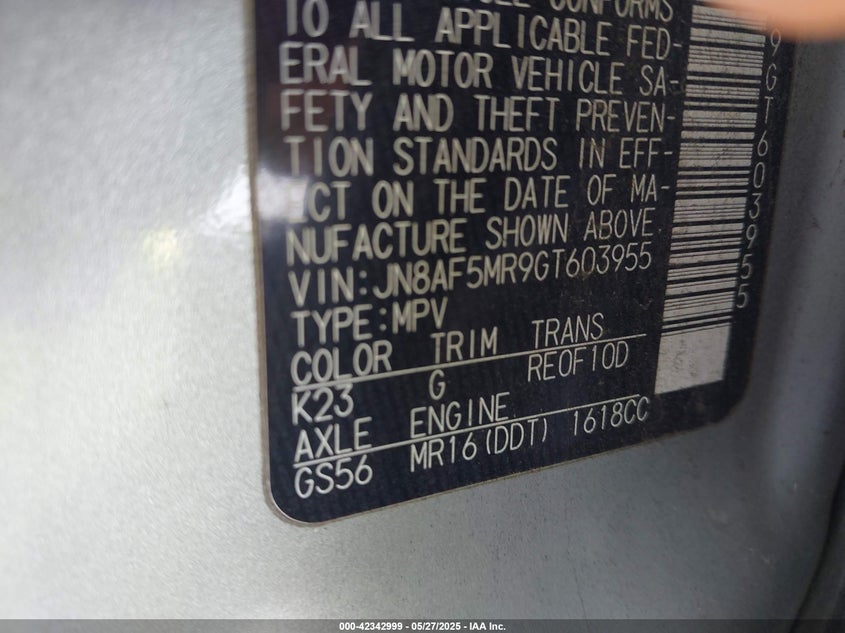 CONFORMS
TO ALL APPLICABLE FED-
ERAL MOTOR VEHICLE SA-
FETY AND THEFT PREVEN-
TION STANDARDS IN EFF-
ECT ON THE DATE OF MA-
NUFACTURE SHOWN ABOVE
VIN:JN8AF5MR9GT603955
TYPE:MPV
COLOR TRIM TRANS
K23 G RE0F10D
AXLE ENGINE
GS56 MR16(DDT) 1618CC
9GT603955
000-42342999 - 05/27/2025 - IAA Inc.